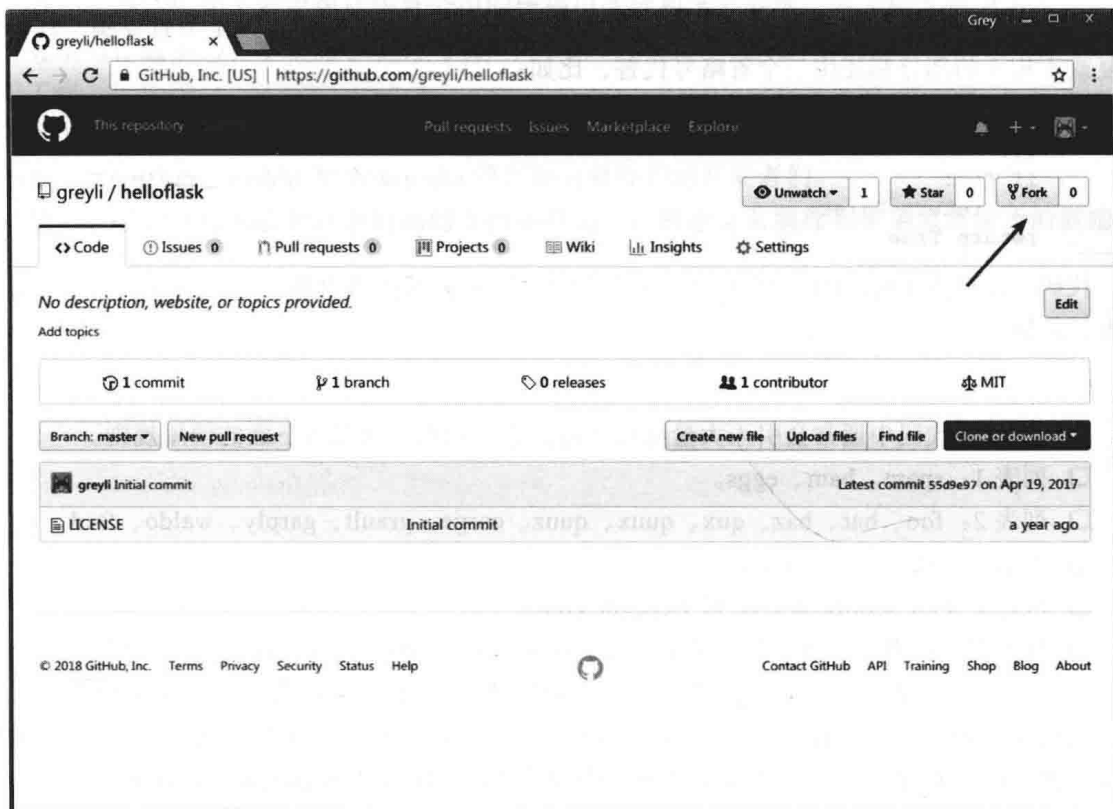 Grey
greyli/helloflask
GitHub, Inc. [US] | https://github.com/greyli/helloflask
This repository
Pull requests Issues Marketplace Explore
greyli / helloflask
Unwatch 1 Star 0 Fork 0
Code Issues 0 Pull requests 0 Projects 0 Wiki Insights Settings
No description, website, or topics provided.
Edit
Add topics
1 commit 1 branch 0 releases 1 contributor MIT
Branch: master New pull request Create new file Upload files Find file Clone or download
greyli Initial commit Latest commit 55d9e97 on Apr 19, 2017
LICENSE Initial commit a year ago
© 2018 GitHub, Inc. Terms Privacy Security Status Help Contact GitHub API Training Shop Blog About